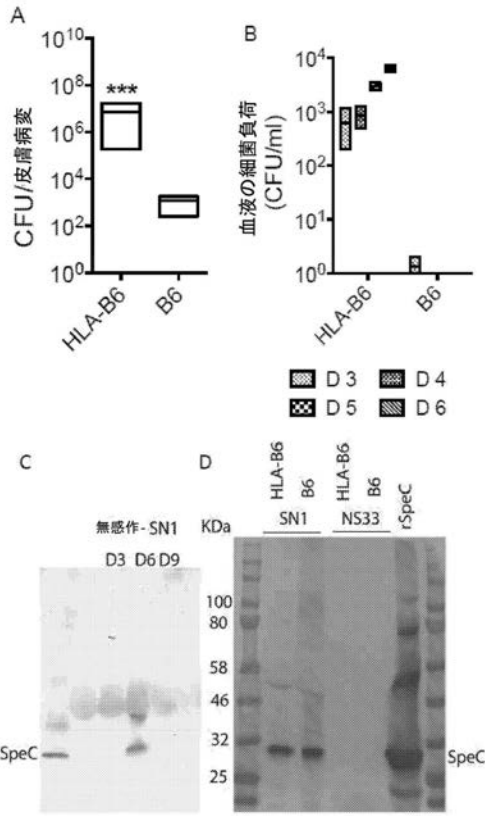 A
CFU/皮膚病変
10^10
10^8
10^6
10^4
10^2
10^0
***
HLA-B6
B6
B
血液の細菌負荷
(CFU/ml)
10^4
10^3
10^2
10^1
10^0
HLA-B6
B6
D 3
D 4
D 5
D 6
C
無感作-SN1
D3
D6
D9
SpeC
D
HLA-B6
B6
HLA-B6
B6
rSpeC
SN1
NS33
KDa
100
80
58
46
32
25
SpeC